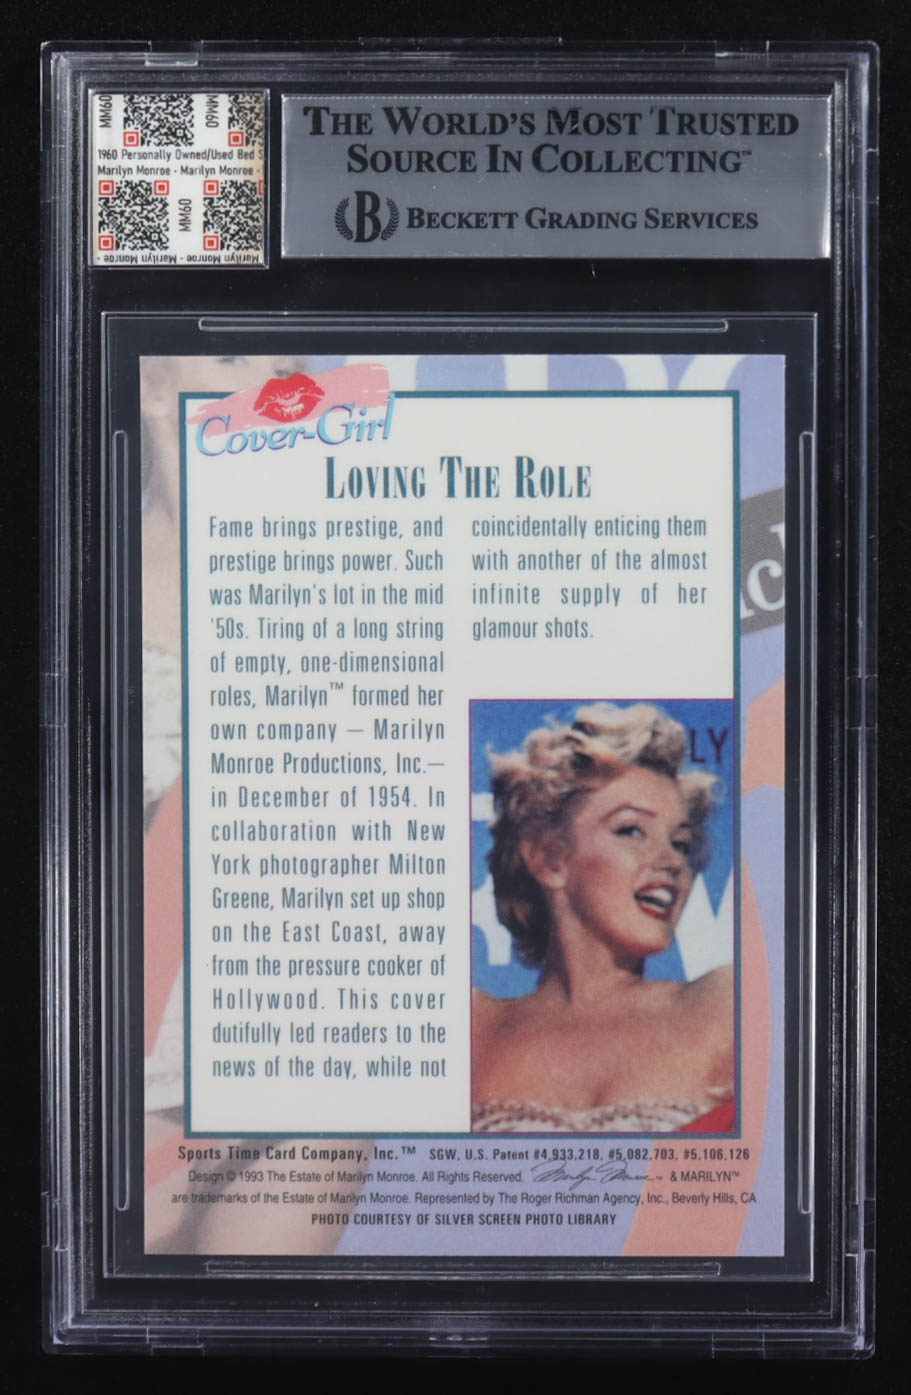 MM60
MM60
1960 Personally Owned/Used Bed S
Marilyn Monroe - Marilyn Monroe -
MM60
Marilyn Monroe - Marilyn Monroe -
THE WORLD'S MOST TRUSTED
SOURCE IN COLLECTING™
B BECKETT GRADING SERVICES
Cover-Girl
LOVING THE ROLE
Fame brings prestige, and
prestige brings power. Such
was Marilyn's lot in the mid
'50s. Tiring of a long string
of empty, one-dimensional
roles, Marilyn™ formed her
own company — Marilyn
Monroe Productions, Inc.—
in December of 1954. In
collaboration with New
York photographer Milton
Greene, Marilyn set up shop
on the East Coast, away
from the pressure cooker of
Hollywood. This cover
dutifully led readers to the
news of the day, while not
coincidentally enticing them
with another of the almost
infinite supply of her
glamour shots.
LY
Sports Time Card Company, Inc.™ SGW, U.S. Patent #4,933,218, #5,082,703, #5,106,126
Design © 1993 The Estate of Marilyn Monroe. All Rights Reserved. Marilyn Monroe & MARILYN™
are trademarks of the Estate of Marilyn Monroe. Represented by The Roger Richman Agency, Inc., Beverly Hills, CA
PHOTO COURTESY OF SILVER SCREEN PHOTO LIBRARY